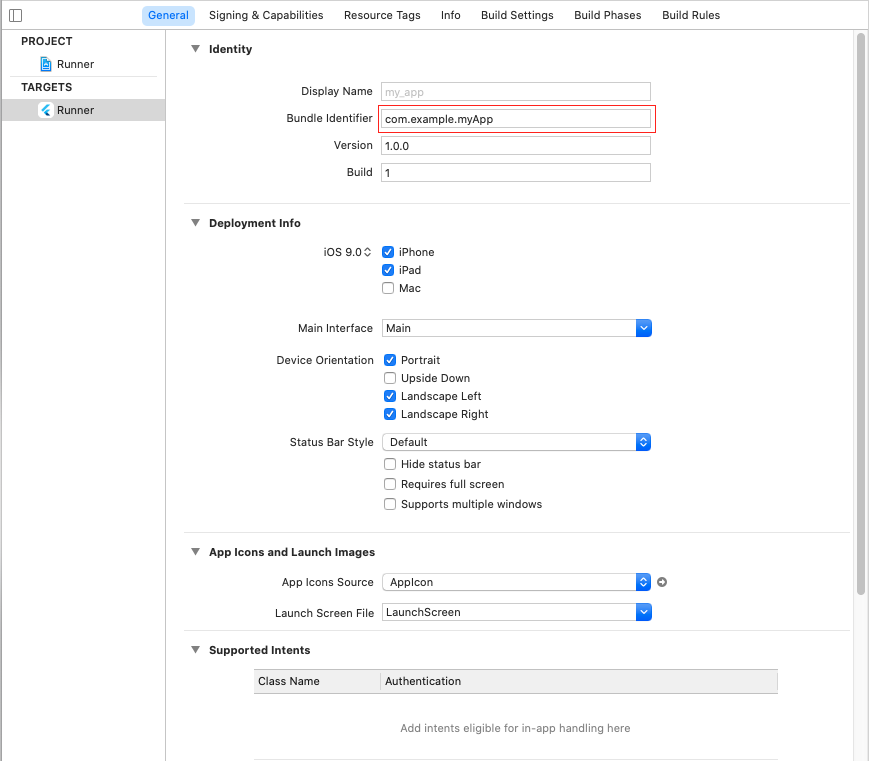 General Signing & Capabilities Resource Tags Info Build Settings Build Phases Build Rules
PROJECT
Runner
TARGETS
Runner
Identity
Display Name my_app
Bundle Identifier com.example.myApp
Version 1.0.0
Build 1
Deployment Info
iOS 9.0 iPhone
iPad
Mac
Main Interface Main
Device Orientation Portrait
Upside Down
Landscape Left
Landscape Right
Status Bar Style Default
Hide status bar
Requires full screen
Supports multiple windows
App Icons and Launch Images
App Icons Source AppIcon
Launch Screen File LaunchScreen
Supported Intents
Class Name Authentication
Add intents eligible for in-app handling here